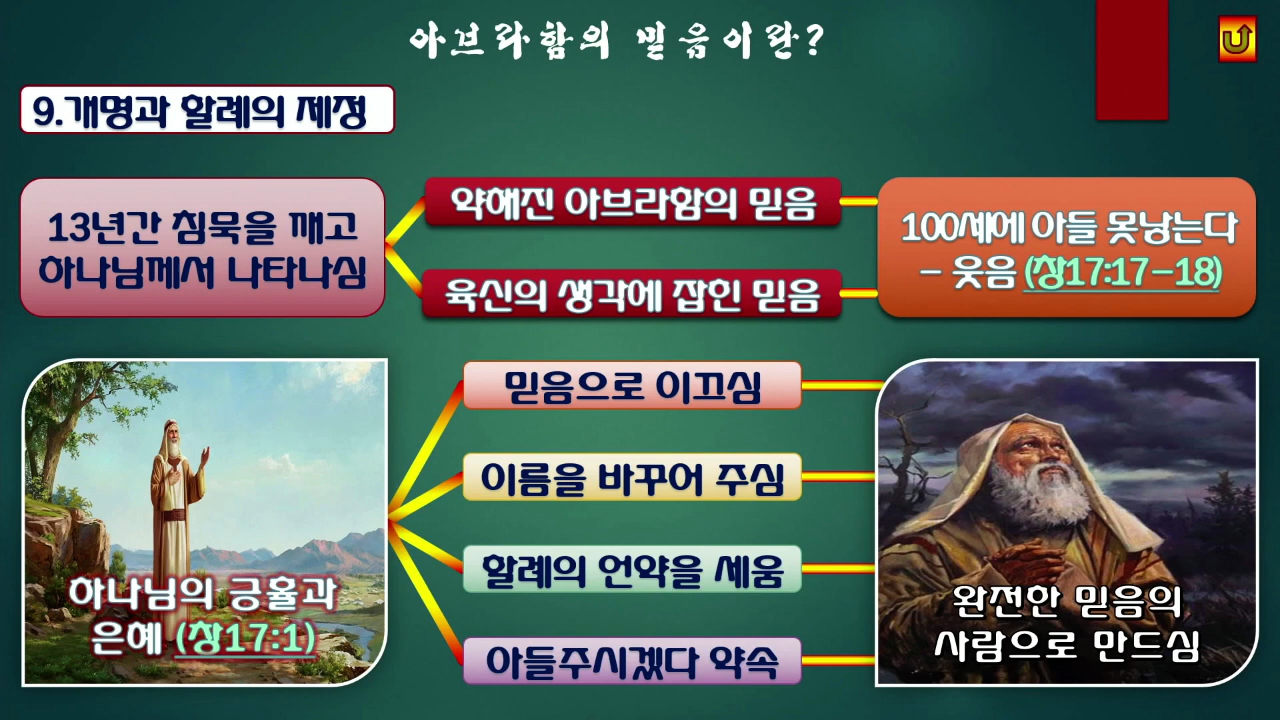 아브라함의 믿음이란?
9.개명과 할례의 제정
13년간 침묵을 깨고
하나님께서 나타나심
약해진 아브라함의 믿음
육신의 생각에 잡힌 믿음
100세에 아들 못낳는다
- 웃음 (창17:17-18)
하나님의 긍휼과
은혜 (창17:1)
믿음으로 이끄심
이름을 바꾸어 주심
할례의 언약을 세움
아들주시겠다 약속
완전한 믿음의
사람으로 만드심